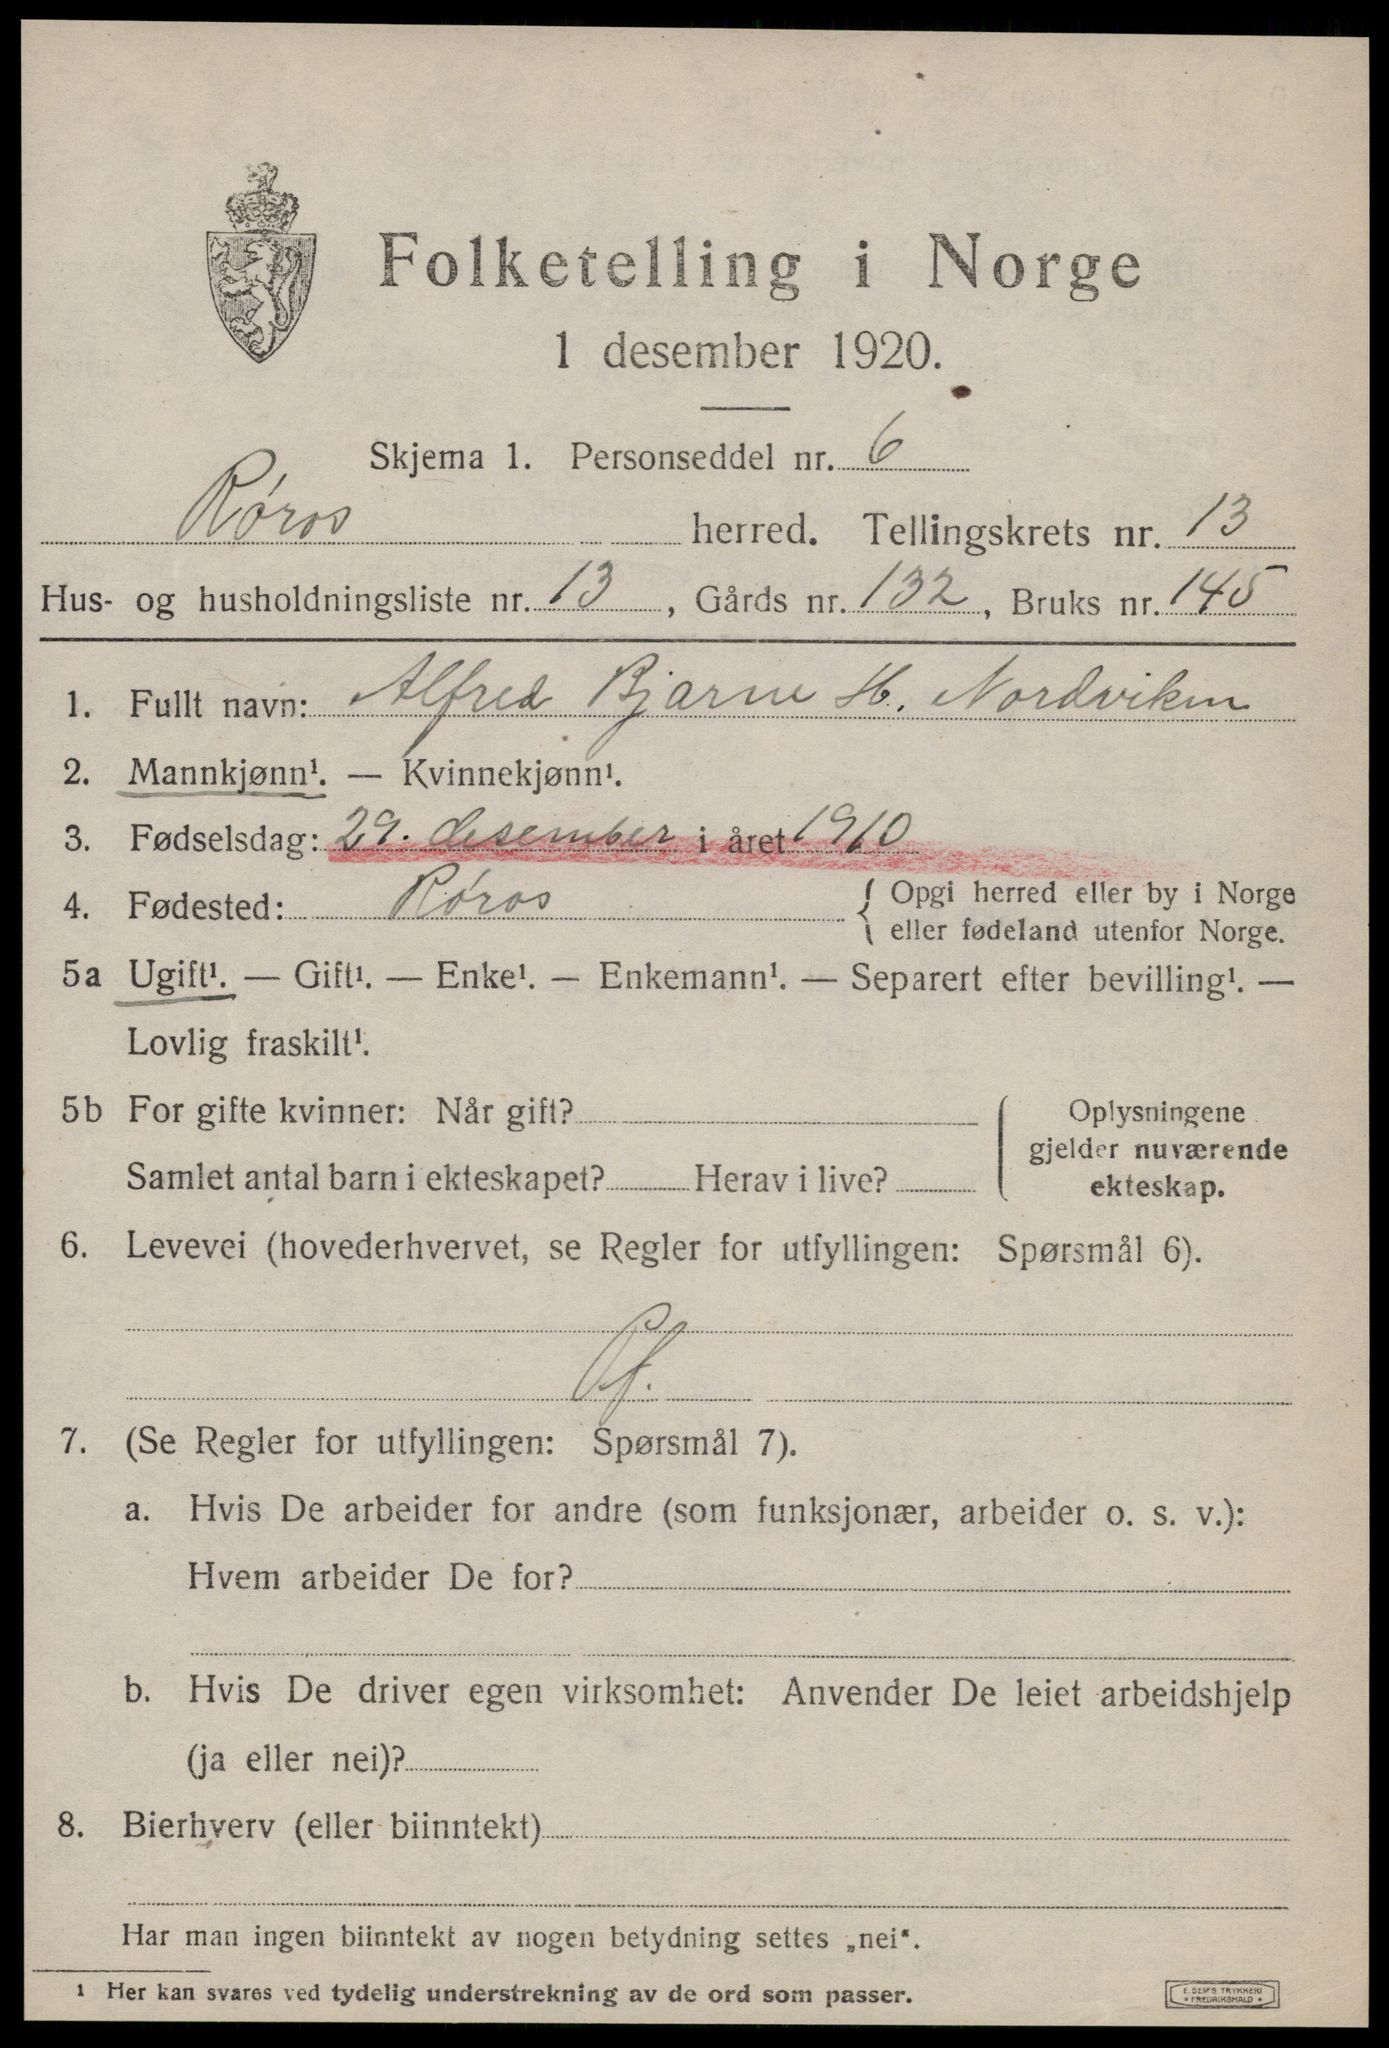 Folketelling i Norge
1 desember 1920.
Skjema 1. Personseddel nr. 6
Røros herred. Tellingskrets nr. 13
Hus- og husholdningsliste nr. 13, Gårds nr. 132, Bruks nr. 145
1. Fullt navn: Alfred Bjarne H. Nordviken
2. Mannkjønn¹. — Kvinnekjønn¹.
3. Fødselsdag: 29. desember i året 1910
4. Fødested: Røros { Opgi herred eller by i Norge
eller fødeland utenfor Norge.
5a Ugift¹. — Gift¹. — Enke¹. — Enkemann¹. — Separert efter bevilling¹. —
Lovlig fraskilt¹.
5b For gifte kvinner: Når gift?
Samlet antal barn i ekteskapet? Herav i live?
Oplysningene
gjelder nuværende
ekteskap.
6. Levevei (hovederhvervet, se Regler for utfyllingen: Spørsmål 6).
7. (Se Regler for utfyllingen: Spørsmål 7).
a. Hvis De arbeider for andre (som funksjonær, arbeider o. s. v.):
Hvem arbeider De for?
b. Hvis De driver egen virksomhet: Anvender De leiet arbeidshjelp
(ja eller nei)?
8. Bierhverv (eller biinntekt)
Har man ingen biinntekt av nogen betydning settes „nei".
1 Her kan svares ved tydelig understrekning av de ord som passer.
E. SEM'S TRYKKERI
• FREDRIKSHALD •